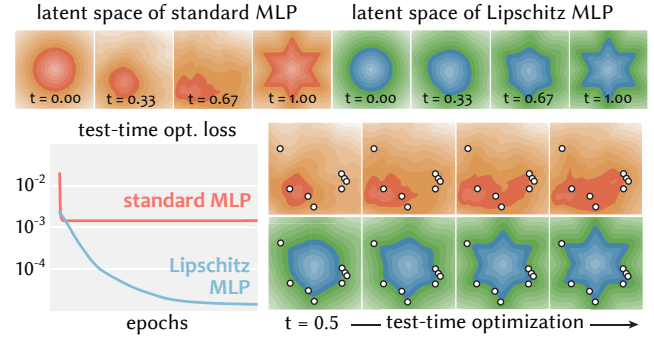 latent space of standard MLP
latent space of Lipschitz MLP
t = 0.00
t = 0.33
t = 0.67
t = 1.00
t = 0.00
t = 0.33
t = 0.67
t = 1.00
test-time opt. loss
10-2
standard MLP
10-3
10-4
Lipschitz
MLP
epochs
t = 0.5
test-time optimization